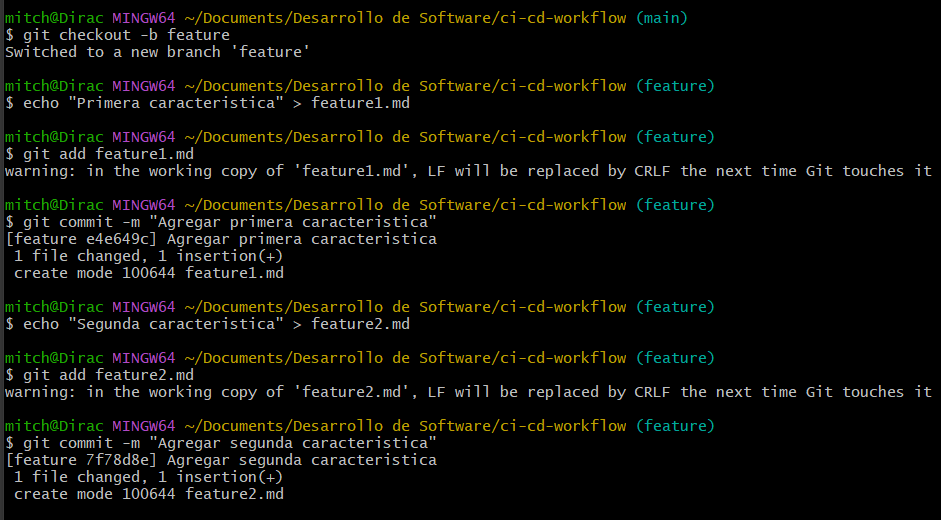 mitch@Dirac MINGW64 ~/Documents/Desarrollo de Software/ci-cd-workflow (main)
$ git checkout -b feature
Switched to a new branch 'feature'
mitch@Dirac MINGW64 ~/Documents/Desarrollo de Software/ci-cd-workflow (feature)
$ echo "Primera caracteristica" > feature1.md
mitch@Dirac MINGW64 ~/Documents/Desarrollo de Software/ci-cd-workflow (feature)
$ git add feature1.md
warning: in the working copy of 'feature1.md', LF will be replaced by CRLF the next time Git touches it
mitch@Dirac MINGW64 ~/Documents/Desarrollo de Software/ci-cd-workflow (feature)
$ git commit -m "Agregar primera caracteristica"
[feature e4e649c] Agregar primera caracteristica
 1 file changed, 1 insertion(+)
 create mode 100644 feature1.md
mitch@Dirac MINGW64 ~/Documents/Desarrollo de Software/ci-cd-workflow (feature)
$ echo "Segunda caracteristica" > feature2.md
mitch@Dirac MINGW64 ~/Documents/Desarrollo de Software/ci-cd-workflow (feature)
$ git add feature2.md
warning: in the working copy of 'feature2.md', LF will be replaced by CRLF the next time Git touches it
mitch@Dirac MINGW64 ~/Documents/Desarrollo de Software/ci-cd-workflow (feature)
$ git commit -m "Agregar segunda caracteristica"
[feature 7f78d8e] Agregar segunda caracteristica
 1 file changed, 1 insertion(+)
 create mode 100644 feature2.md